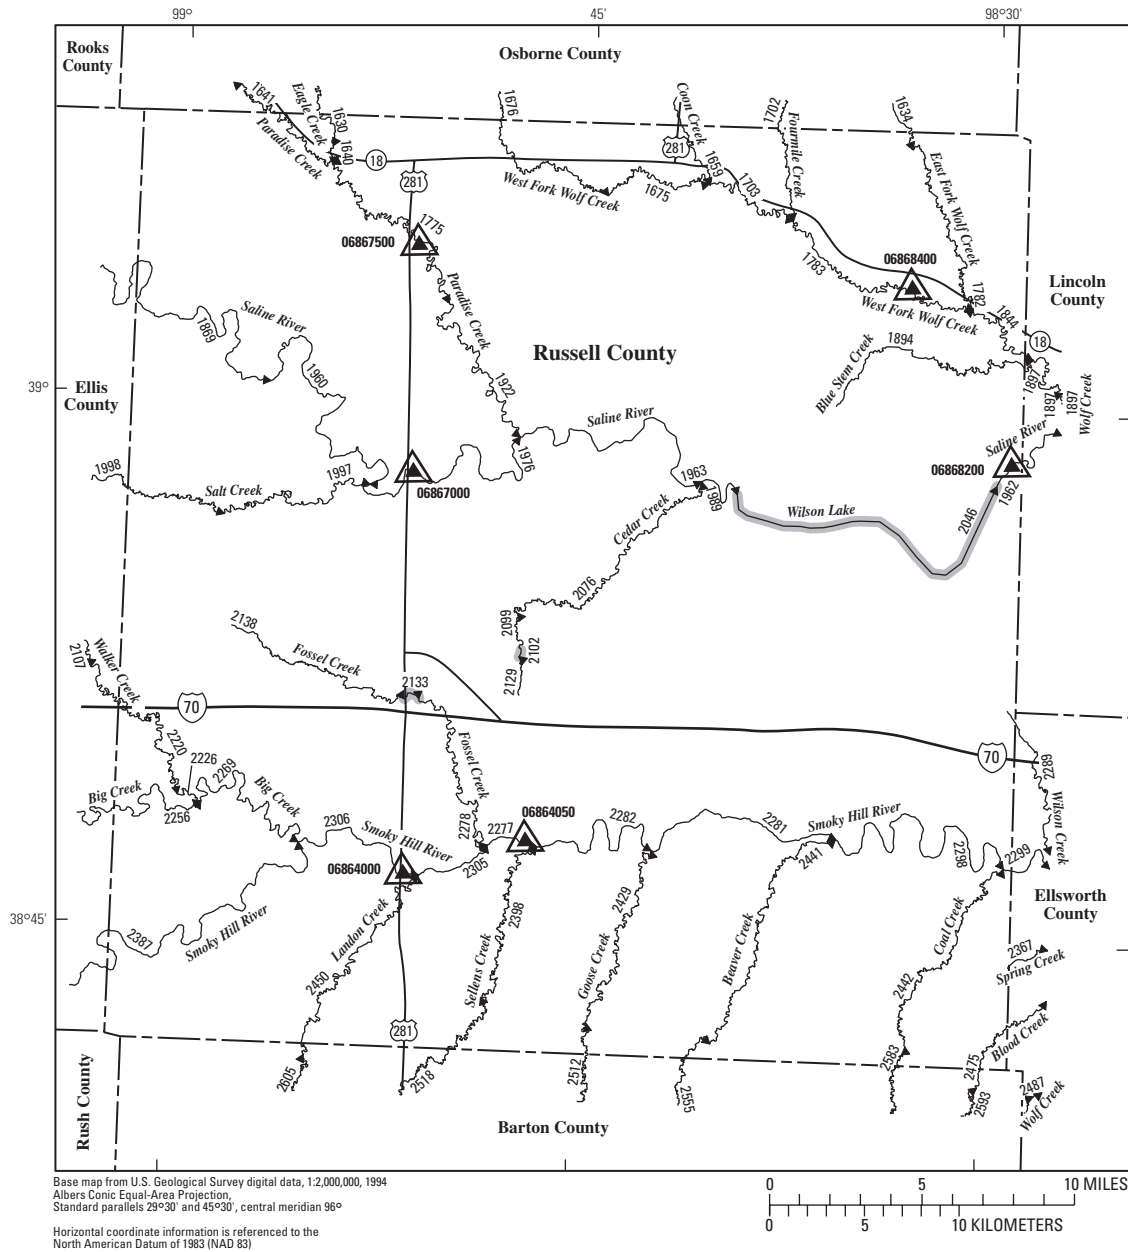 99°
45'
98°30'
Rooks
County
Osborne County
1641
Eagle Creek
1630
1640
Paradise Creek
18
281
1676
Coon Creek
281
1659
1702
Fourmile Creek
1703
1634
East Fork Wolf Creek
West Fork Wolf Creek
1675
1775
06867500
1783
06868400
1782
Lincoln
County
West Fork Wolf Creek
1844
18
Saline River
1869
Paradise Creek
Russell County
Blue Stem Creek
1894
1897
1897
1897
Wolf Creek
39°
Ellis
County
1960
1922
Saline River
1976
Saline River
06868200
1962
1998
Salt Creek
1997
06867000
1963
1989
Cedar Creek
Wilson Lake
2046
2076
2099
2102
2129
2138
Fossel Creek
2133
2107
Walker Creek
70
70
2220
2226
2269
Big Creek
2256
Big Creek
Fossel Creek
2278
2289
Wilson Creek
2306
Smoky Hill River
2277
06864050
2282
2281
Smoky Hill River
2305
2441
2298
2299
06864000
Ellsworth
County
38°45'
2387
Smoky Hill River
Landon Creek
2450
2398
Sellens Creek
2429
Goose Creek
Beaver Creek
Coal Creek
2442
2367
Spring Creek
281
Blood Creek
2605
2518
2512
2555
2583
2475
2593
2487
Wolf Creek
Rush County
Barton County
Base map from U.S. Geological Survey digital data, 1:2,000,000, 1994
Albers Conic Equal-Area Projection,
Standard parallels 29°30' and 45°30', central meridian 96°
Horizontal coordinate information is referenced to the
North American Datum of 1983 (NAD 83)
0 5 10 MILES
0 5 10 KILOMETERS